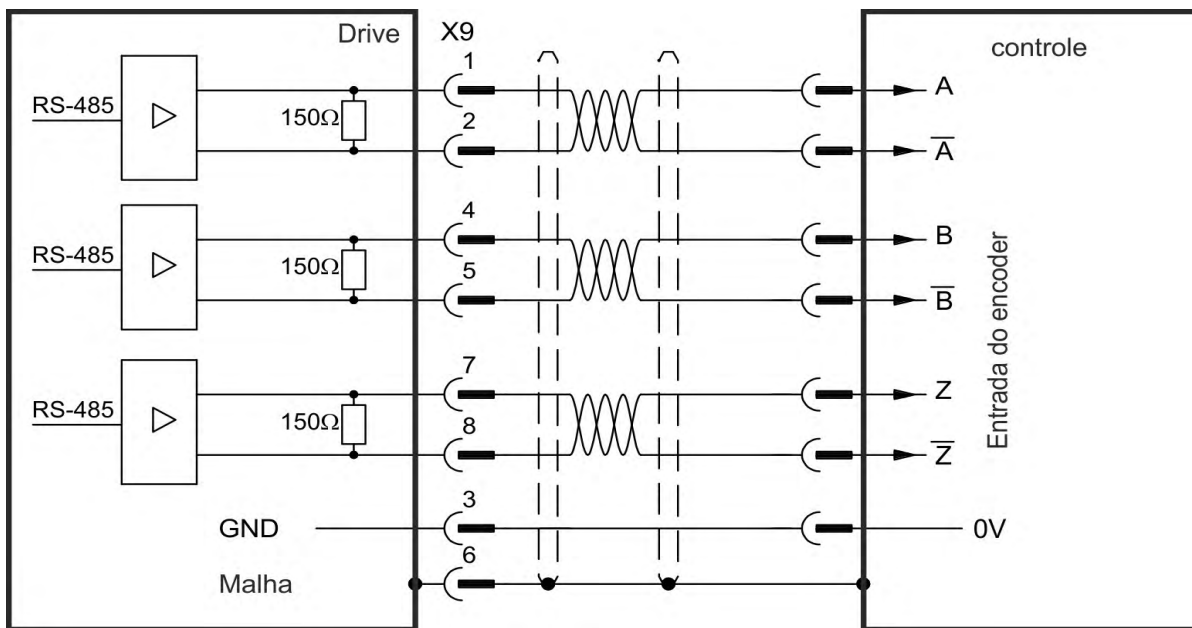 Drive
X9
controle
1
RS-485
150Ω
A
2
A̅
4
RS-485
150Ω
B
5
B̅
7
RS-485
150Ω
Z
8
Z̅
Entrada do encoder
3
GND
0V
6
Malha